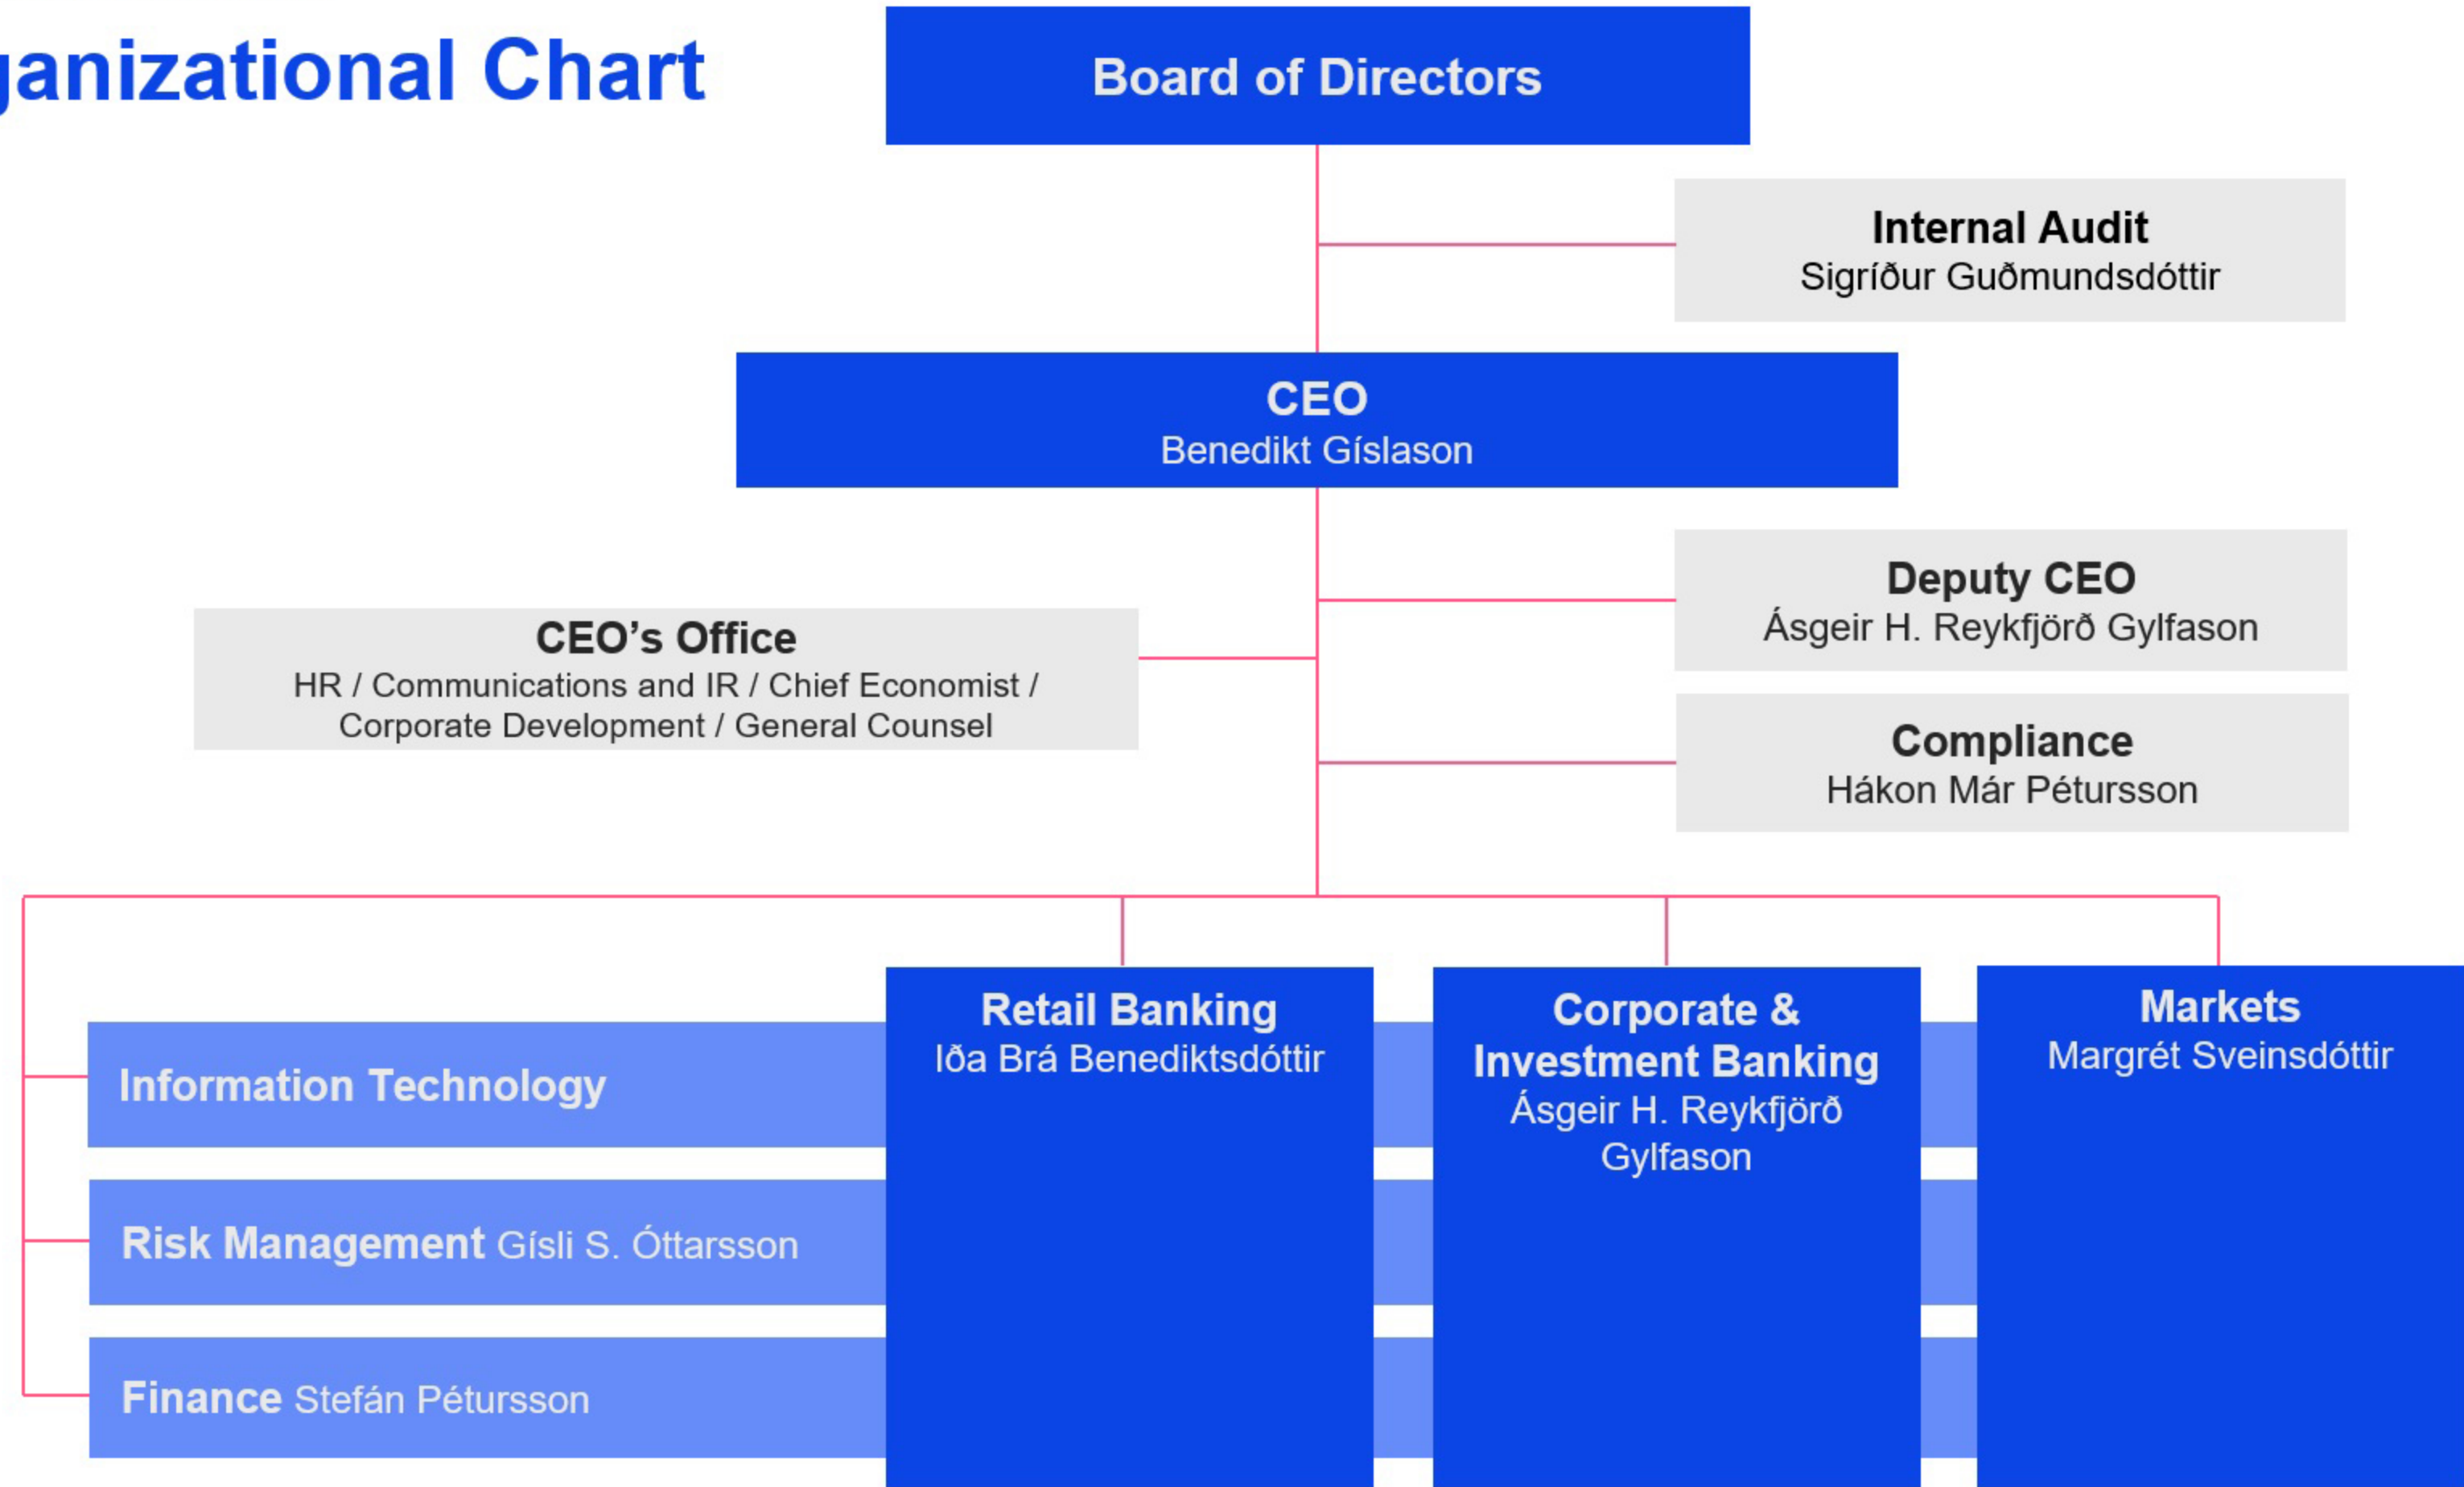 ganizational Chart
Board of Directors
Internal Audit
Sigríður Guðmundsdóttir
CEO
Benedikt Gíslason
Deputy CEO
Ásgeir H. Reykfjörð Gylfason
CEO’s Office
HR / Communications and IR / Chief Economist /
Corporate Development / General Counsel
Compliance
Hákon Már Pétursson
Information Technology
Risk Management Gísli S. Óttarsson
Finance Stefán Pétursson
Retail Banking
Iða Brá Benediktsdóttir
Corporate &
Investment Banking
Ásgeir H. Reykfjörð
Gylfason
Markets
Margrét Sveinsdóttir